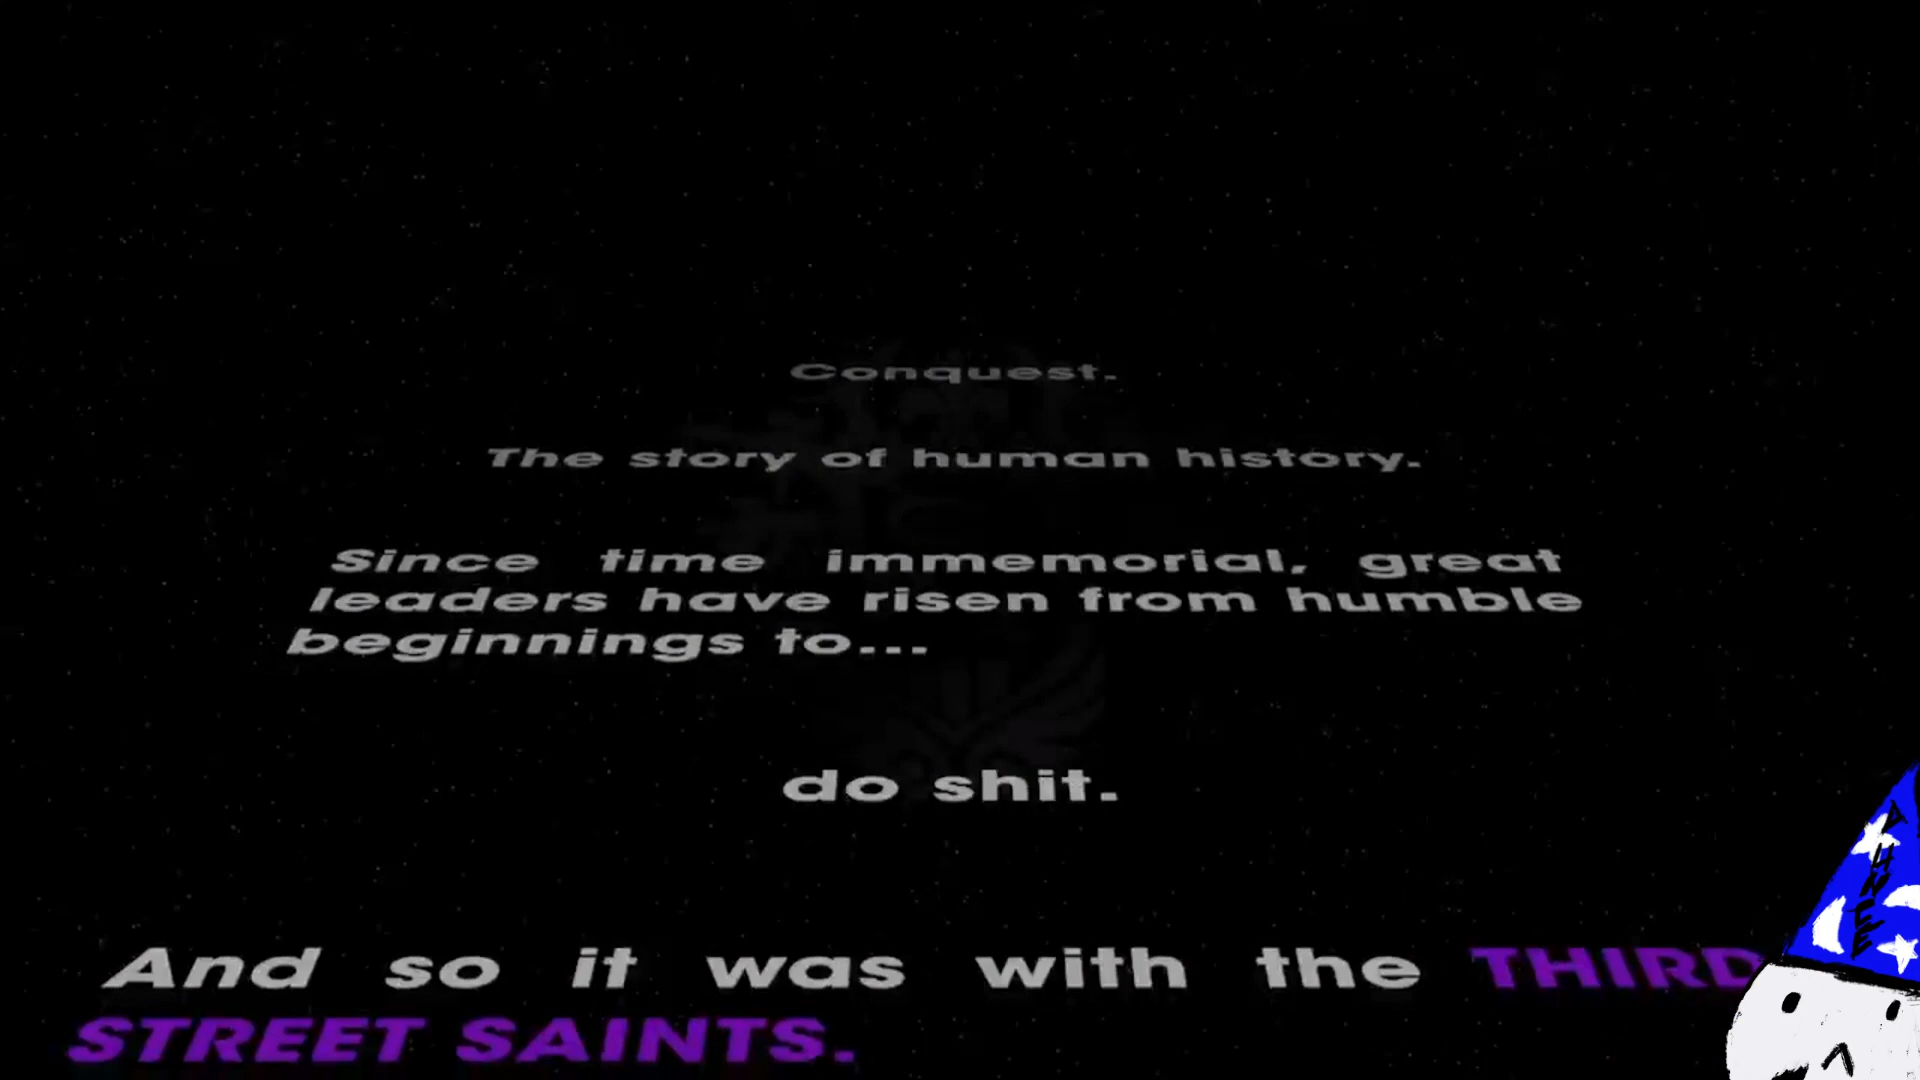 Conquest.
The story of human history.
Since time immemorial, great
leaders have risen from humble
beginnings to...
do shit.
And so it was with the THIRD
STREET SAINTS.
DUNCE